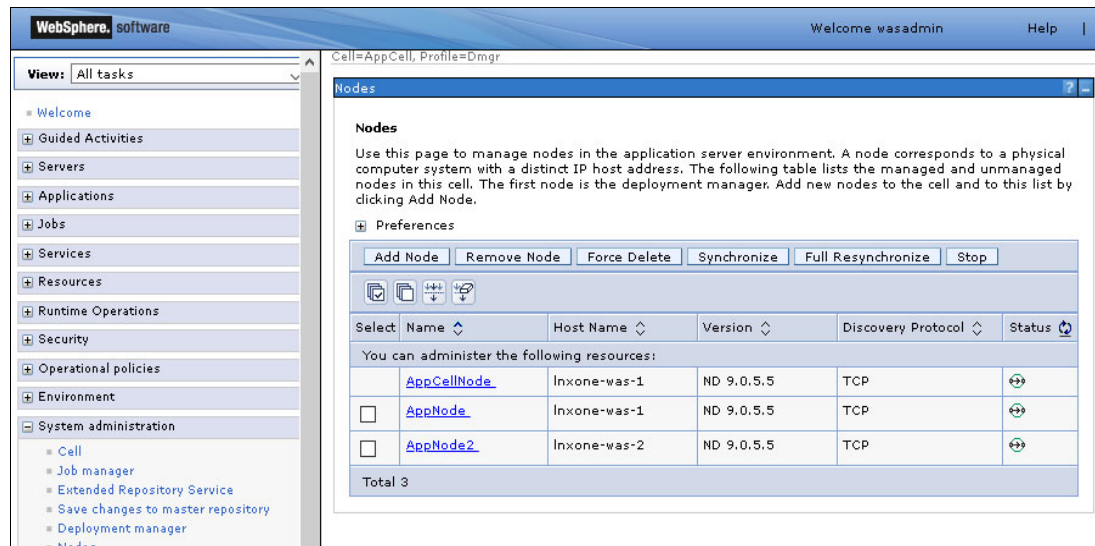 WebSphere. software
Welcome wasadmin
Help |
View: All tasks
Welcome
Guided Activities
Servers
Applications
Jobs
Services
Resources
Runtime Operations
Security
Operational policies
Environment
System administration
Cell
Job manager
Extended Repository Service
Save changes to master repository
Deployment manager
Nodes
Cell=AppCell, Profile=Dmgr
Nodes
? -
Nodes
Use this page to manage nodes in the application server environment. A node corresponds to a physical
computer system with a distinct IP host address. The following table lists the managed and unmanaged
nodes in this cell. The first node is the deployment manager. Add new nodes to the cell and to this list by
clicking Add Node.
Preferences
Add Node Remove Node Force Delete Synchronize Full Resynchronize Stop
Select Name Host Name Version Discovery Protocol Status
You can administer the following resources:
AppCellNode lnxone-was-1 ND 9.0.5.5 TCP
AppNode lnxone-was-1 ND 9.0.5.5 TCP
AppNode2 lnxone-was-2 ND 9.0.5.5 TCP
Total 3